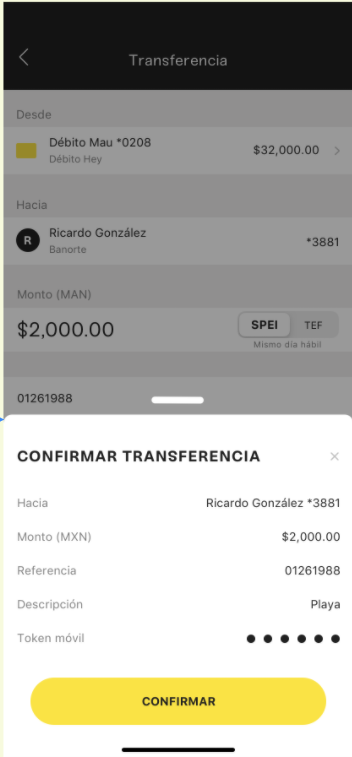 Transferencia
Desde
Débito Mau *0208
$32,000.00
Débito Hey
Hacia
R
Ricardo González
*3881
Banorte
Monto (MAN)
$2,000.00
SPEI TEF
Mismo día hábil
01261988
CONFIRMAR TRANSFERENCIA
Hacia Ricardo González *3881
Monto (MXN) $2,000.00
Referencia 01261988
Descripción Playa
Token móvil
CONFIRMAR